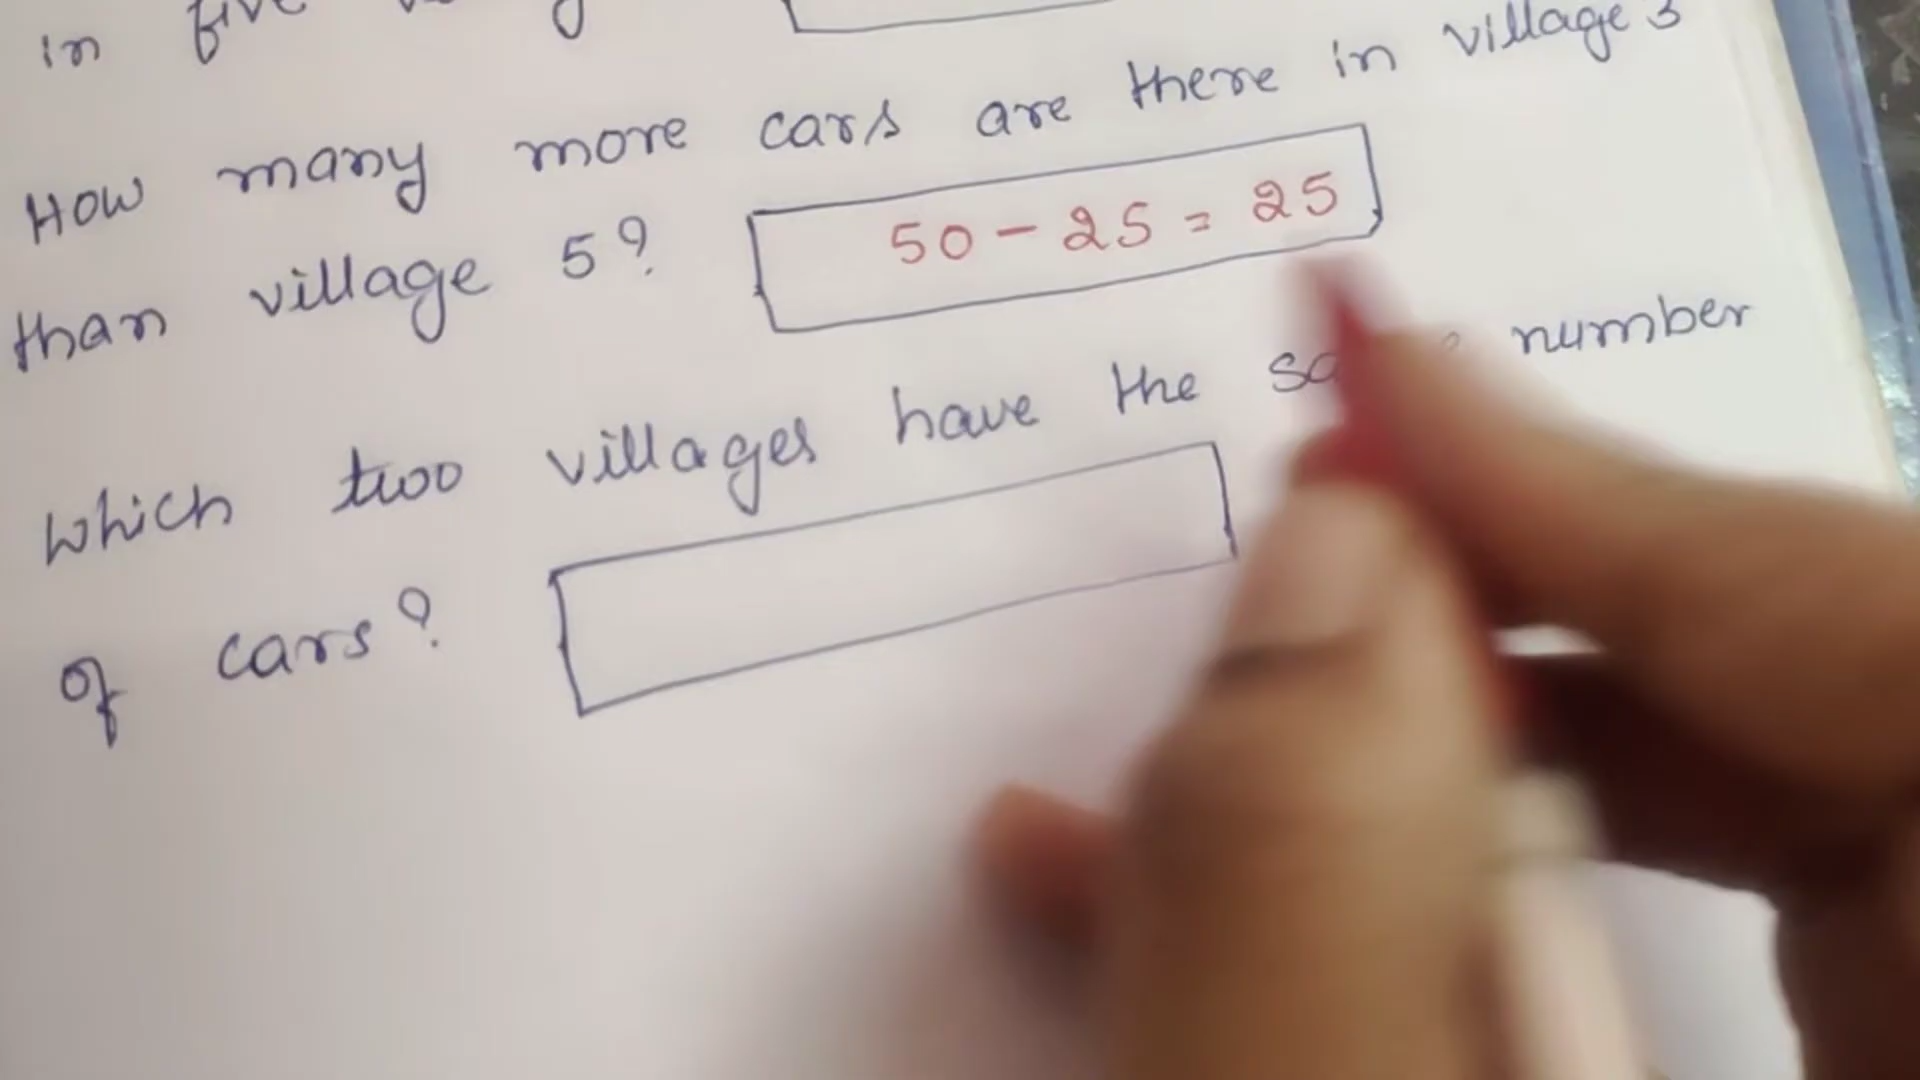 in five
How many more cars are there in village 3
than village 5? 50 - 25 = 25
which two villages have the number
of cars?